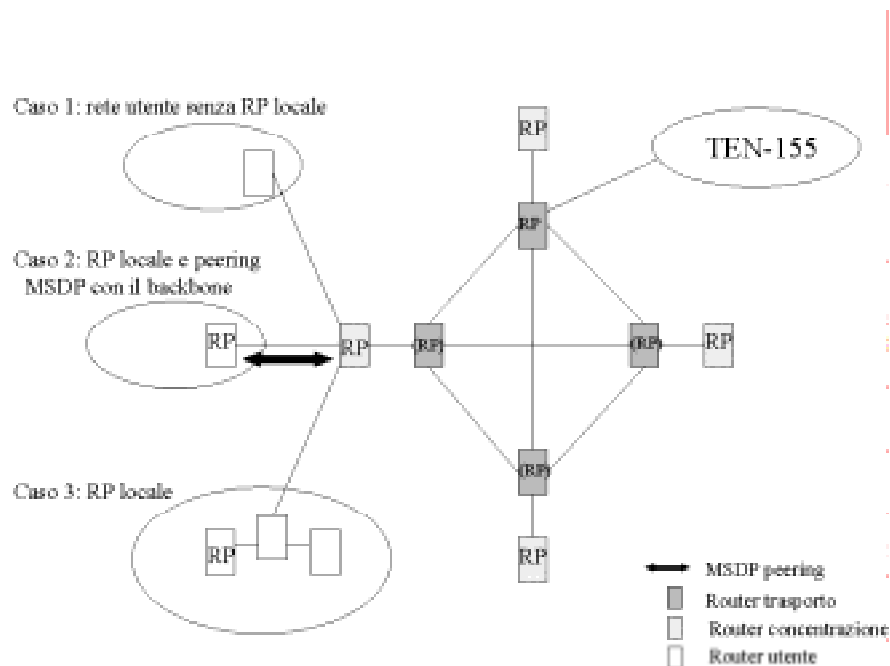 Caso 1: rete utente senza RP locale
RP
TEN-155
RP
Caso 2: RP locale e peering
MSDP con il backbone
RP
RP
(RP)
(RP)
RP
(RP)
Caso 3: RP locale
RP
RP
MSDP peering
Router trasporto
Router concentrazione
Router utente